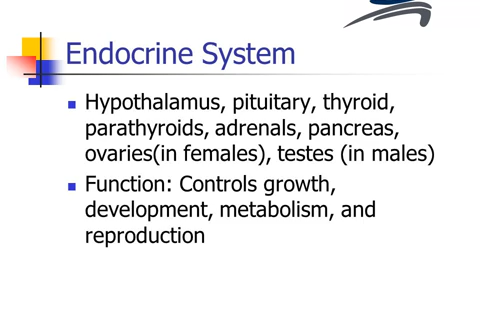 Endocrine System
Hypothalamus, pituitary, thyroid,
parathyroids, adrenals, pancreas,
ovaries(in females), testes (in males)
Function: Controls growth,
development, metabolism, and
reproduction